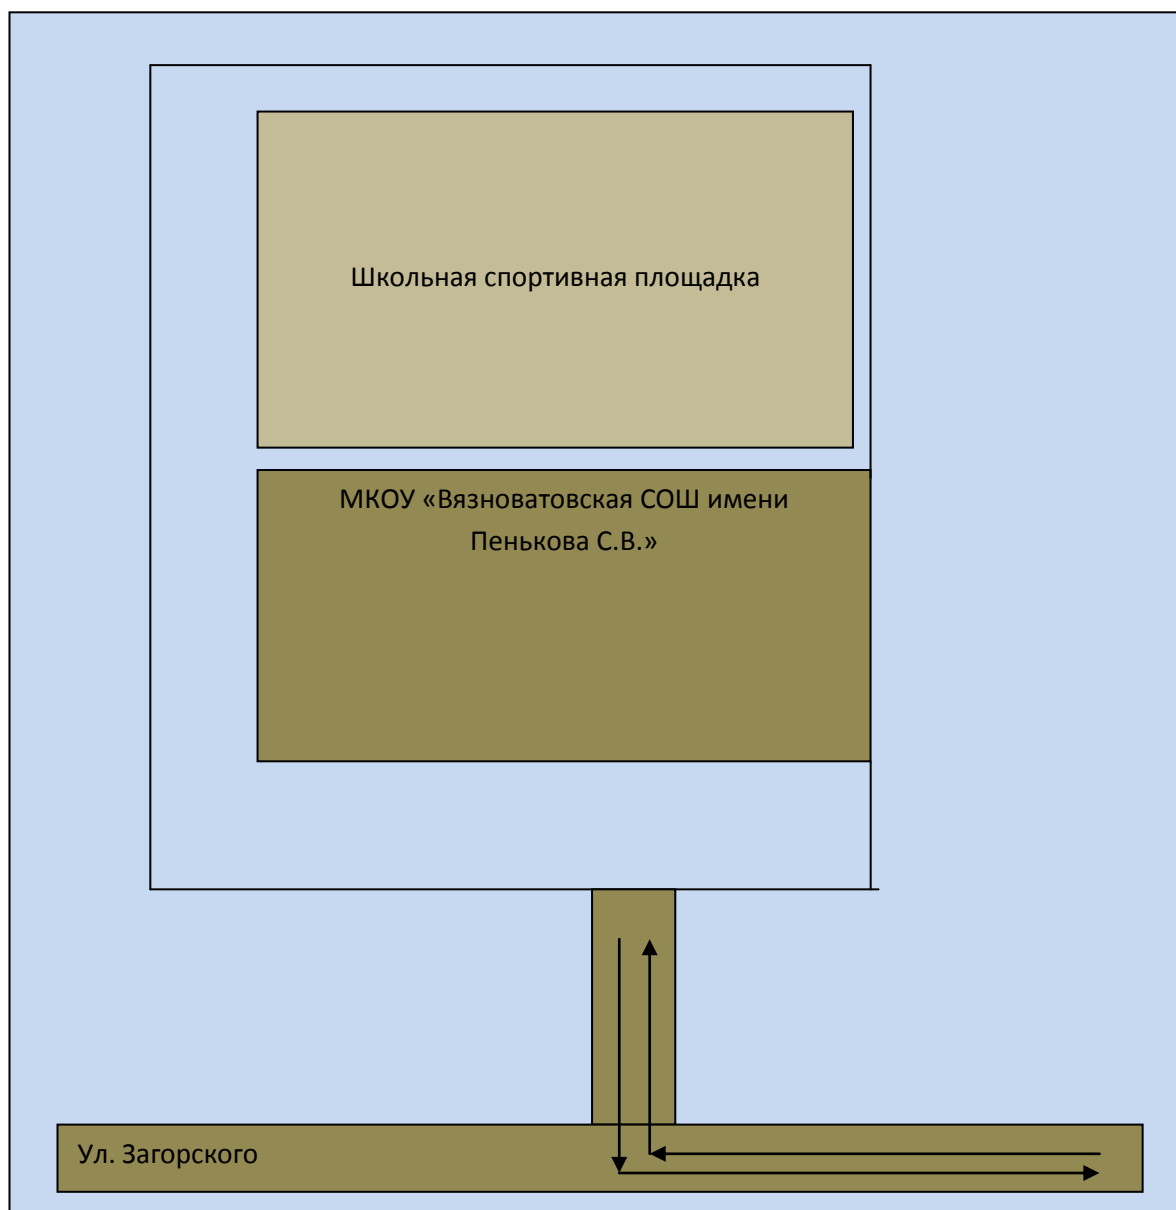 Школьная спортивная площадка
МКОУ «Вязноватовская СОШ имени
Пенькова С.В.»
Ул. Загорского